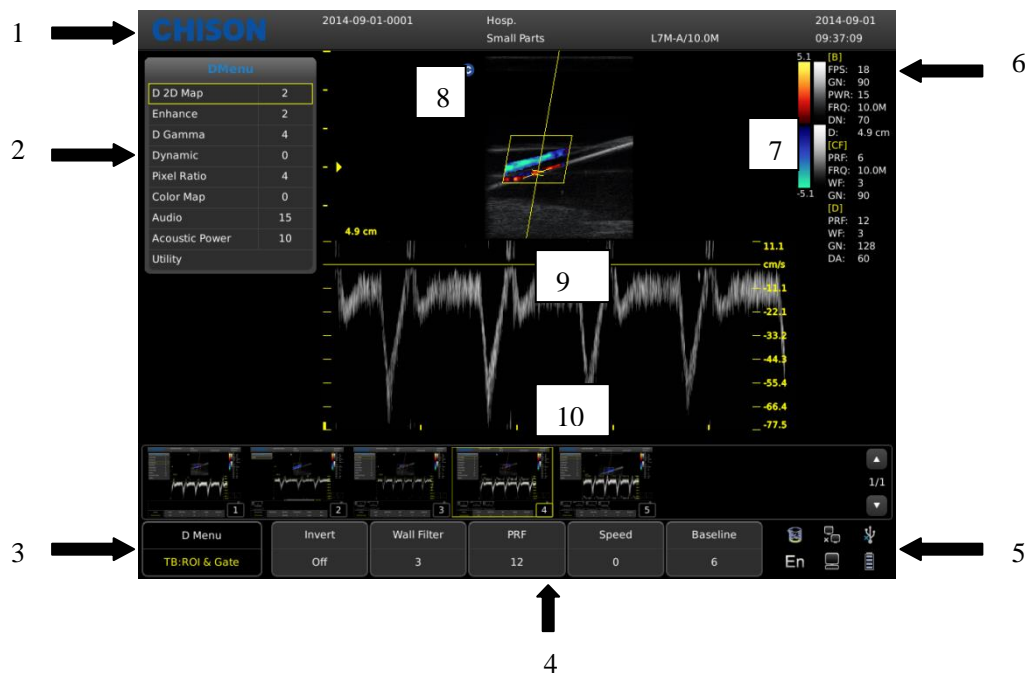 CHISON
2014-09-01-0001 Hosp. 2014-09-01
Small Parts L7M-A/10.0M 09:37:09
1
DMenu
D 2D Map 2
Enhance 2
D Gamma 4
Dynamic 0
Pixel Ratio 4
Color Map 0
Audio 15
Acoustic Power 10
Utility
2
8
4.9 cm
5.1
-5.1
7
[B]
FPS: 18
GN: 90
PWR: 15
FRQ: 10.0M
DN: 70
D: 4.9 cm
[CF]
PRF: 6
FRQ: 10.0M
WF: 3
GN: 90
[D]
PRF: 12
WF: 3
GN: 128
DA: 60
6
9
11.1
cm/s
-11.1
-22.1
-33.2
-44.3
-55.4
-66.4
-77.5
10
1 2 3 4 5
1/1
3
D Menu Invert Wall Filter PRF Speed Baseline
TB:ROI & Gate Off 3 12 0 6
En
5
4